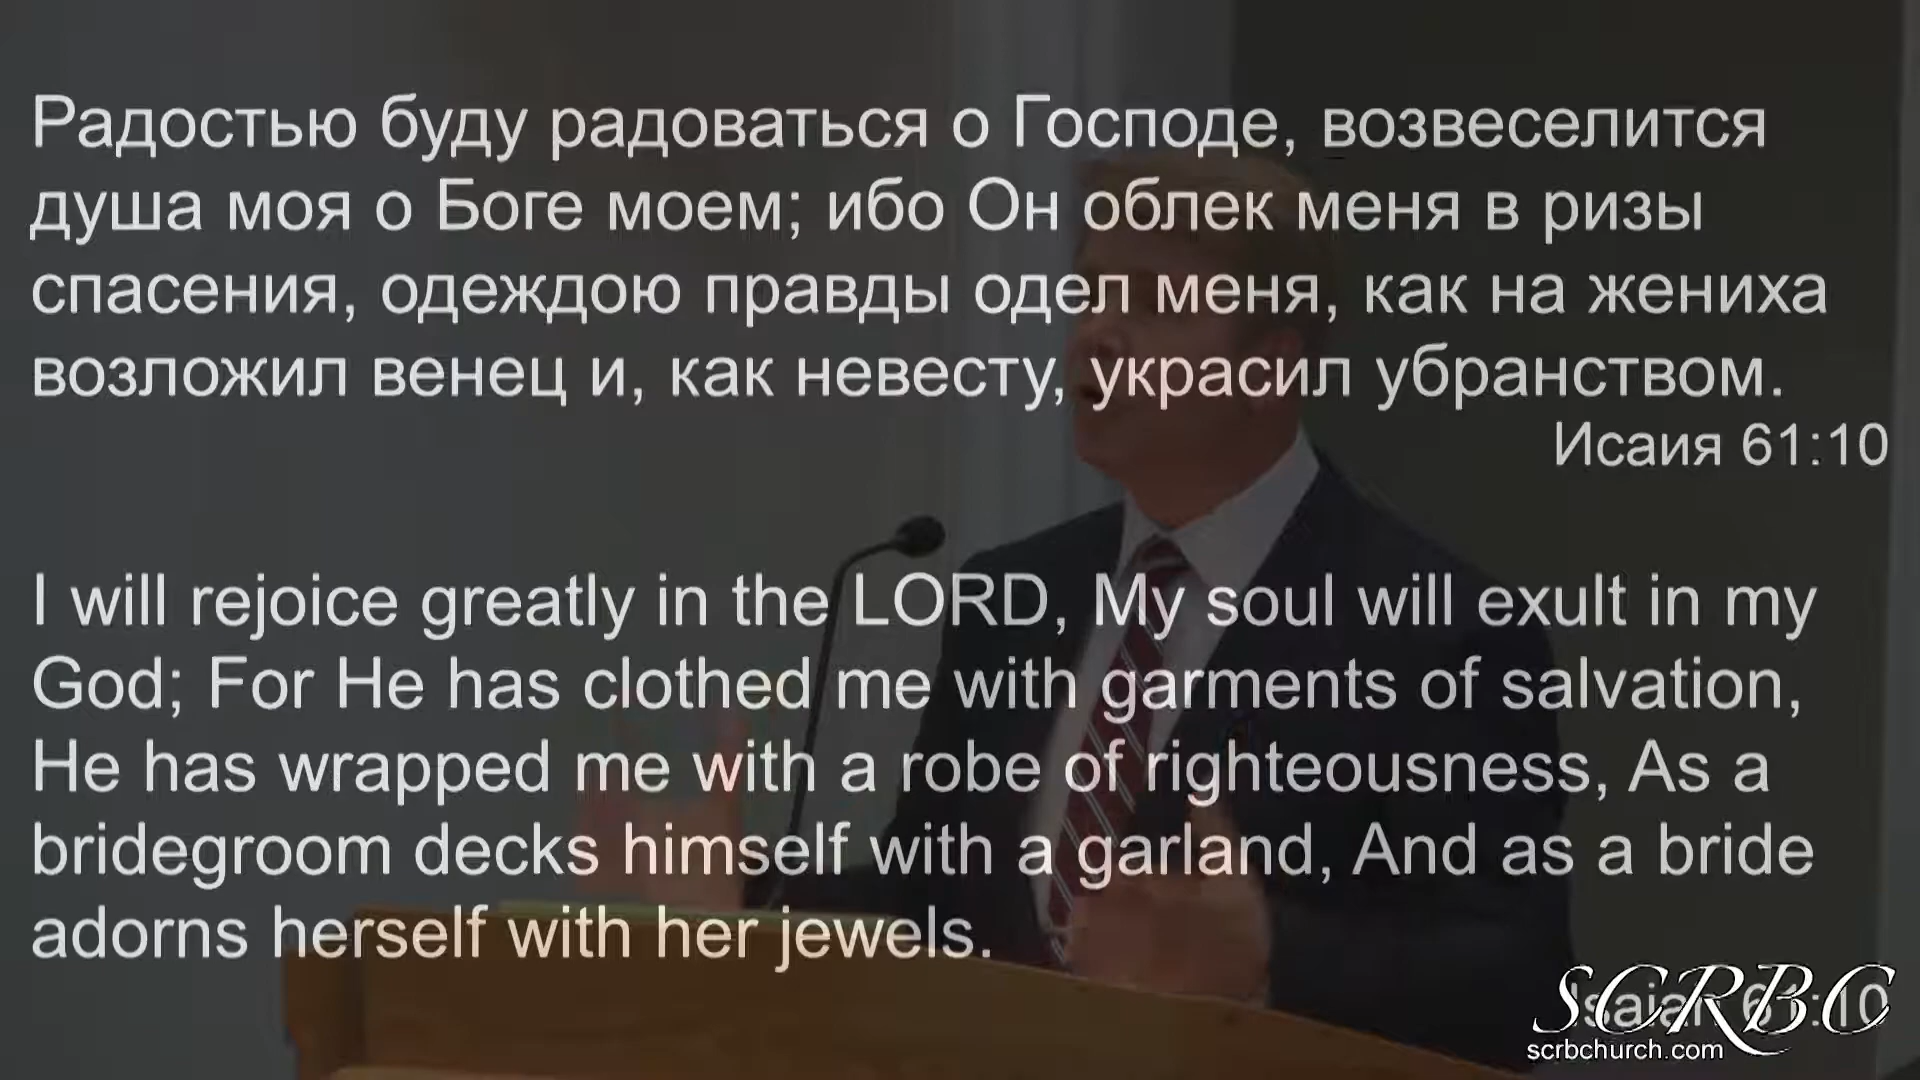 Радостью буду радоваться о Господе, возвеселится
душа моя о Боге моем; ибо Он облек меня в ризы
спасения, одеждою правды одел меня, как на жениха
возложил венец и, как невесту, украсил убранством.
Исаия 61:10
I will rejoice greatly in the LORD, My soul will exult in my
God; For He has clothed me with garments of salvation,
He has wrapped me with a robe of righteousness, As a
bridegroom decks himself with a garland, And as a bride
adorns herself with her jewels.
Isaiah 61:10
SCRBC
scrbchurch.com